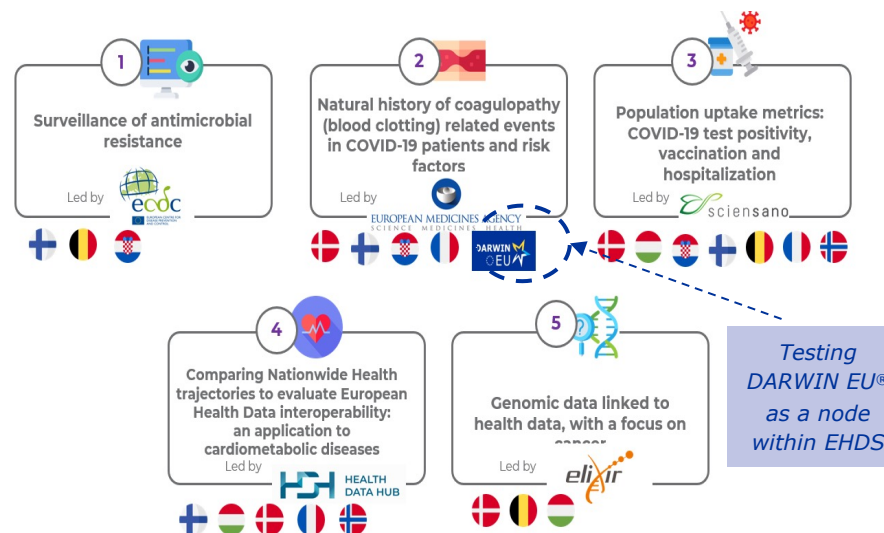 1
Surveillance of antimicrobial
resistance
Led by
ecdc
EUROPEAN CENTRE FOR
DISEASE PREVENTION
AND CONTROL
2
Natural history of coagulopathy
(blood clotting) related events
in COVID-19 patients and risk
factors
Led by
EUROPEAN MEDICINES AGENCY
SCIENCE MEDICINES HEALTH
DARWIN
EU
3
Population uptake metrics:
COVID-19 test positivity,
vaccination and
hospitalization
Led by
sciensano
4
Comparing Nationwide Health
trajectories to evaluate European
Health Data interoperability:
an application to
cardiometabolic diseases
Led by
HDH HEALTH
DATA HUB
5
?
Genomic data linked to
health data, with a focus on
cancer
Led by
elixir
Testing
DARWIN EU®
as a node
within EHDS